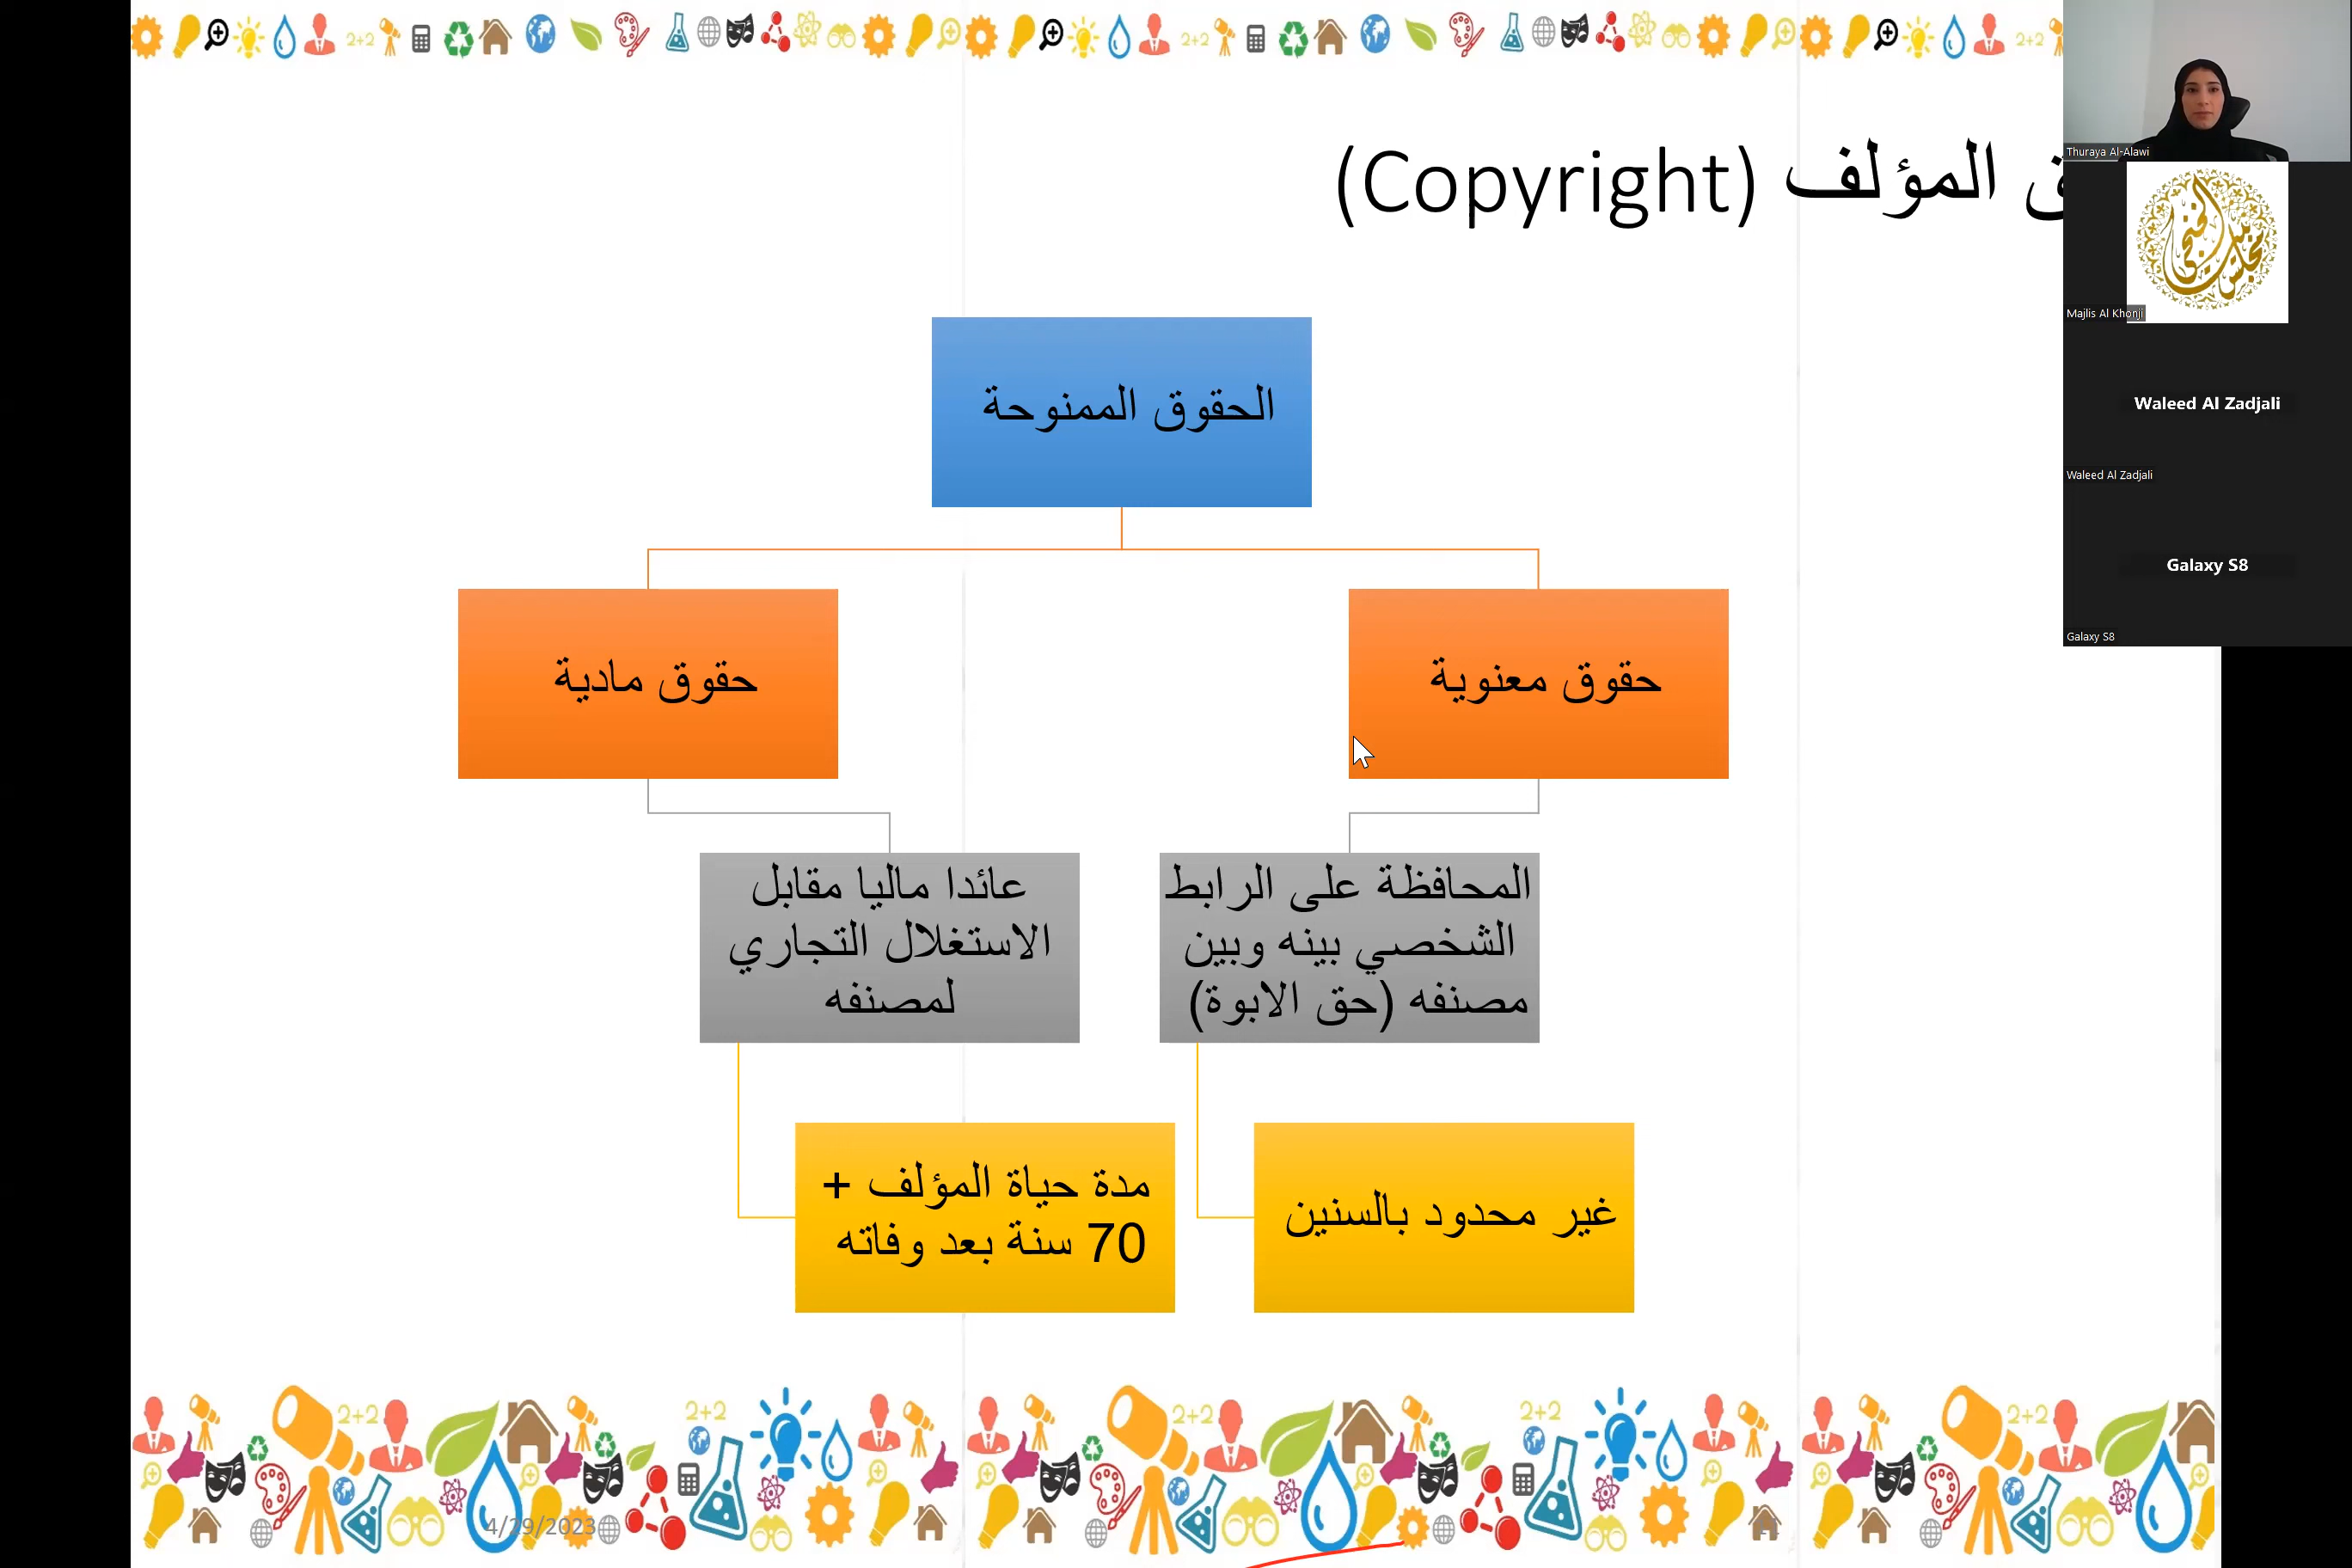 ق المؤلف (Copyright)
الحقوق الممنوحة
حقوق معنوية
حقوق مادية
المحافظة على الرابط
الشخصي بينه وبين
مصنفه (حق الابوة)
عائدا ماليا مقابل
الاستغلال التجاري
لمصنفه
غير محدود بالسنين
مدة حياة المؤلف +
70 سنة بعد وفاته
4/29/2023
Thuraya Al-Alawi
Majlis Al Khonji
Waleed Al Zadjali
Waleed Al Zadjali
Galaxy S8
Galaxy S8